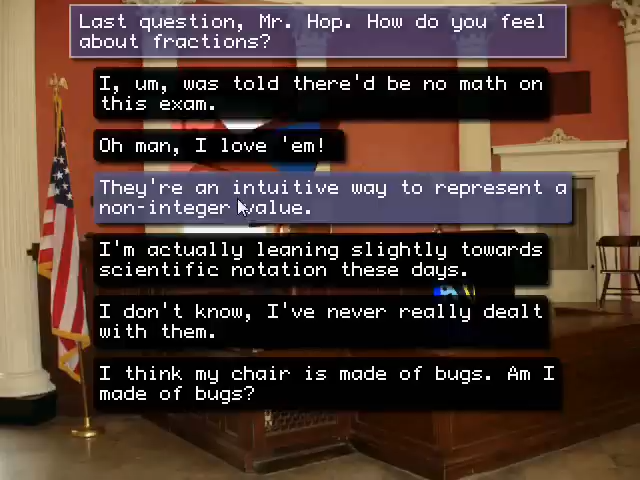 Last question, Mr. Hop. How do you feel
about fractions?
I, um, was told there'd be no math on
this exam.
Oh man, I love 'em!
They're an intuitive way to represent a
non-integer value.
I'm actually leaning slightly towards
scientific notation these days.
I don't know, I've never really dealt
with them.
I think my chair is made of bugs. Am I
made of bugs?